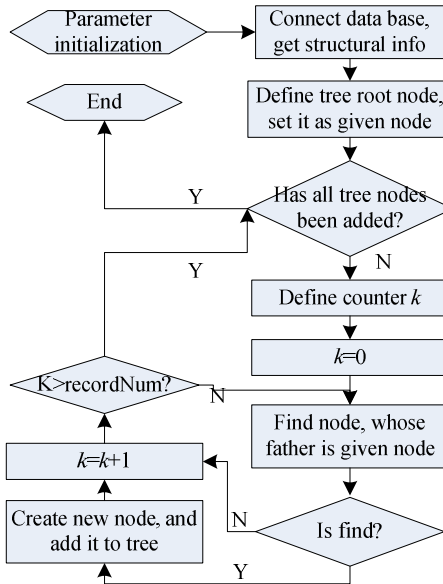 Parameter
initialization
Connect data base,
get structural info
End
Define tree root node,
set it as given node
Y
Has all tree nodes
been added?
Y
N
Define counter k
k=0
K>recordNum?
N
Find node, whose
father is given node
k=k+1
Create new node, and
add it to tree
N
Is find?
Y